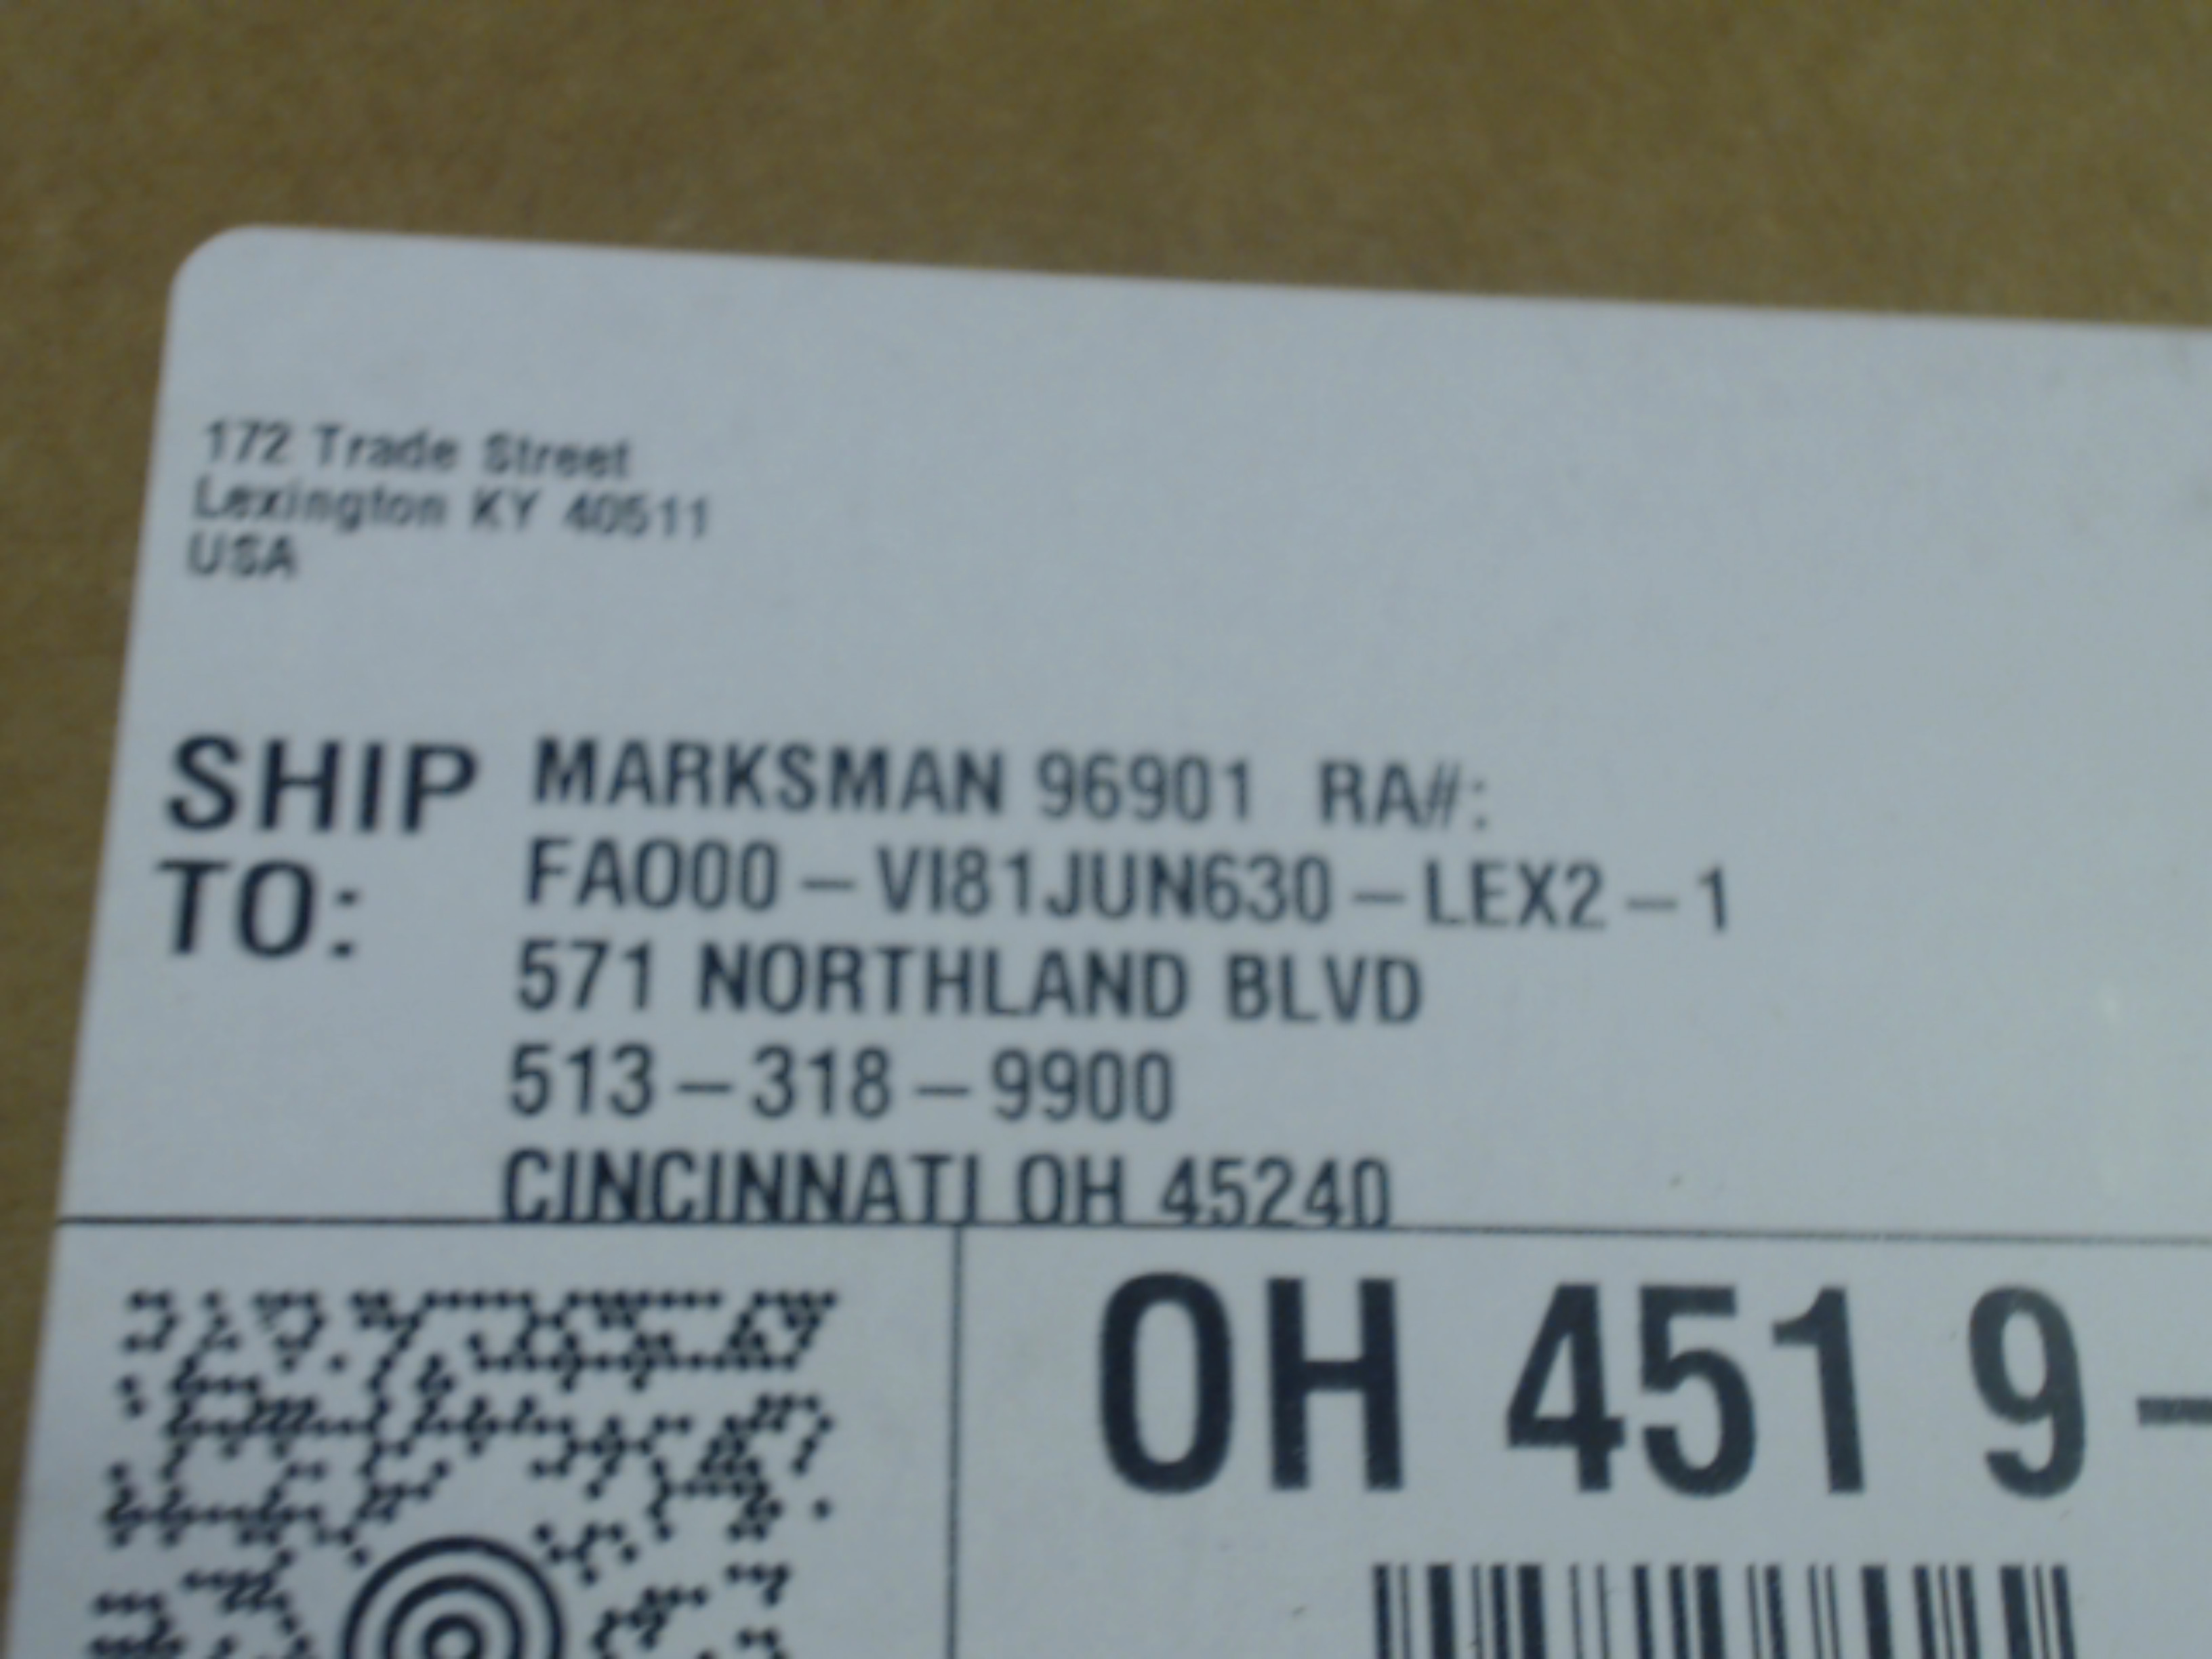 172 Trade Street
Lexington KY 40511
USA
SHIP TO:
MARKSMAN 96901 RA#:
FAO00-VI81JUN630-LEX2-1
571 NORTHLAND BLVD
513-318-9900
CINCINNATI OH 45240
OH 451 9-